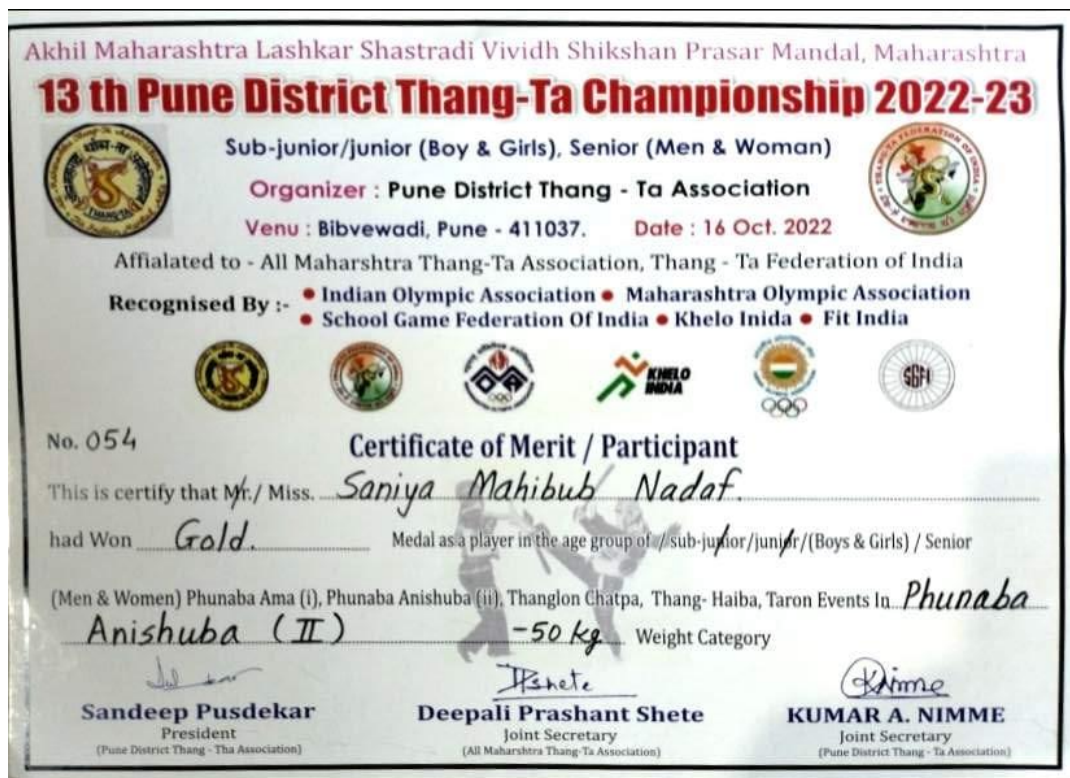 Akhil Maharashtra Lashkar Shastradi Vividh Shikshan Prasar Mandal, Maharashtra
13 th Pune District Thang-Ta Championship 2022-23
Sub-junior/junior (Boy & Girls), Senior (Men & Woman)
Organizer : Pune District Thang - Ta Association
Venu : Bibvewadi, Pune - 411037. Date : 16 Oct. 2022
Affialated to - All Maharshtra Thang-Ta Association, Thang - Ta Federation of India
Recognised By :- • Indian Olympic Association • Maharashtra Olympic Association
• School Game Federation Of India • Khelo Inida • Fit India
KHELO
INDIA
SGFI
No. 054
Certificate of Merit / Participant
This is certify that Mr./ Miss. Saniya Mahibub Nadaf.
had Won Gold. Medal as a player in the age group of / sub-junior/junior/(Boys & Girls) / Senior
(Men & Women) Phunaba Ama (i), Phunaba Anishuba (ii), Thanglon Chatpa, Thang- Haiba, Taron Events In Phunaba
Anishuba (II) -50 kg Weight Category
Sandeep Pusdekar Deepali Prashant Shete KUMAR A. NIMME
President Joint Secretary Joint Secretary
(Pune District Thang - Tha Association) (All Maharshtra Thang-Ta Association) (Pune District Thang - Ta Association)